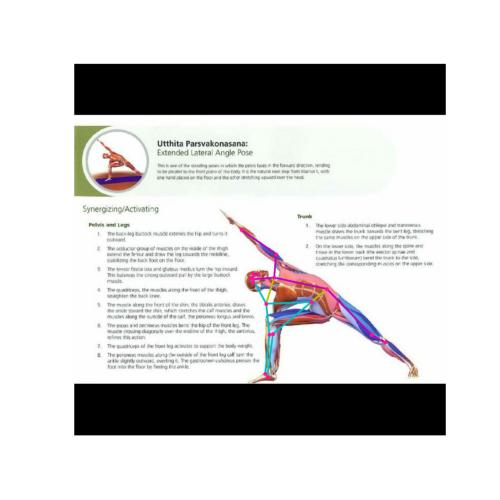 Utthita Parsvakonasana:
Extended Lateral Angle Pose
This is one of the standing poses in which the pelvis faces in the forward direction, tending
to be parallel to the front plane of the body. It is the natural next step from
one hand placed on the floor and the other stretching upward over the head.
Synergizing/Activating
Pelvis and Legs
1. The back-leg buttock muscle extends the hip and turns it
outward.
2. The adductor group of muscles on the inside of the thigh
extend the femur and draw the leg towards the midline,
stabilizing the back foot on the floor.
3. The tensor fascia lata and gluteus medius turn the hip inward.
This balances the strong outward pull by the large buttock
muscle.
4. The quadriceps, the muscles along the front of the thigh,
straighten the back knee.
5. The muscle along the front of the shin, the tibialis anterior, draws
the ankle toward the shin, which stretches the calf muscles and the
muscles along the outside of the calf, the peroneus longus and brevis.
6. The psoas and pectineus muscles bend the hip of the front leg. The
muscle crossing diagonally over the midline of the thigh, the sartorius,
refines this action.
7. The quadriceps of the front leg activates to support the body weight.
8. The peroneus muscles along the outside of the front leg calf turn the
ankle slightly outward, everting it. The gastrocnemius/soleus presses the
foot into the floor by flexing the ankle.
Trunk
1. The lower side abdominal oblique and transversus
muscle draws the trunk towards the bent leg, stretching
the same muscles on the upper side of the trunk.
2. On the lower side, the muscles along the spine and
those in the lower back (the erector spinae and
quadratus lumborum) bend the trunk to the side,
stretching the corresponding muscles on the upper side.